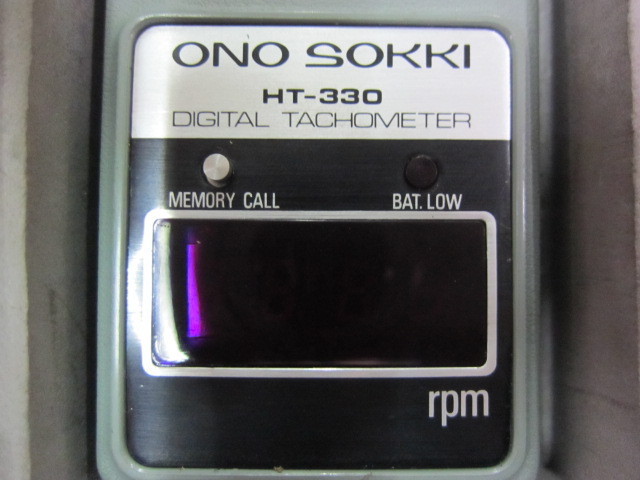 ONO SOKKI
HT-330
DIGITAL TACHOMETER
MEMORY CALL BAT. LOW
rpm